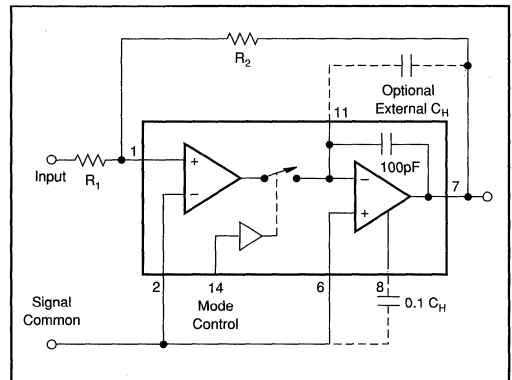 R2
Optional
External CH
11
1
+
−
100pF
−
+
7
Input
R1
2
14
6
8
Mode
Control
0.1 CH
Signal
Common